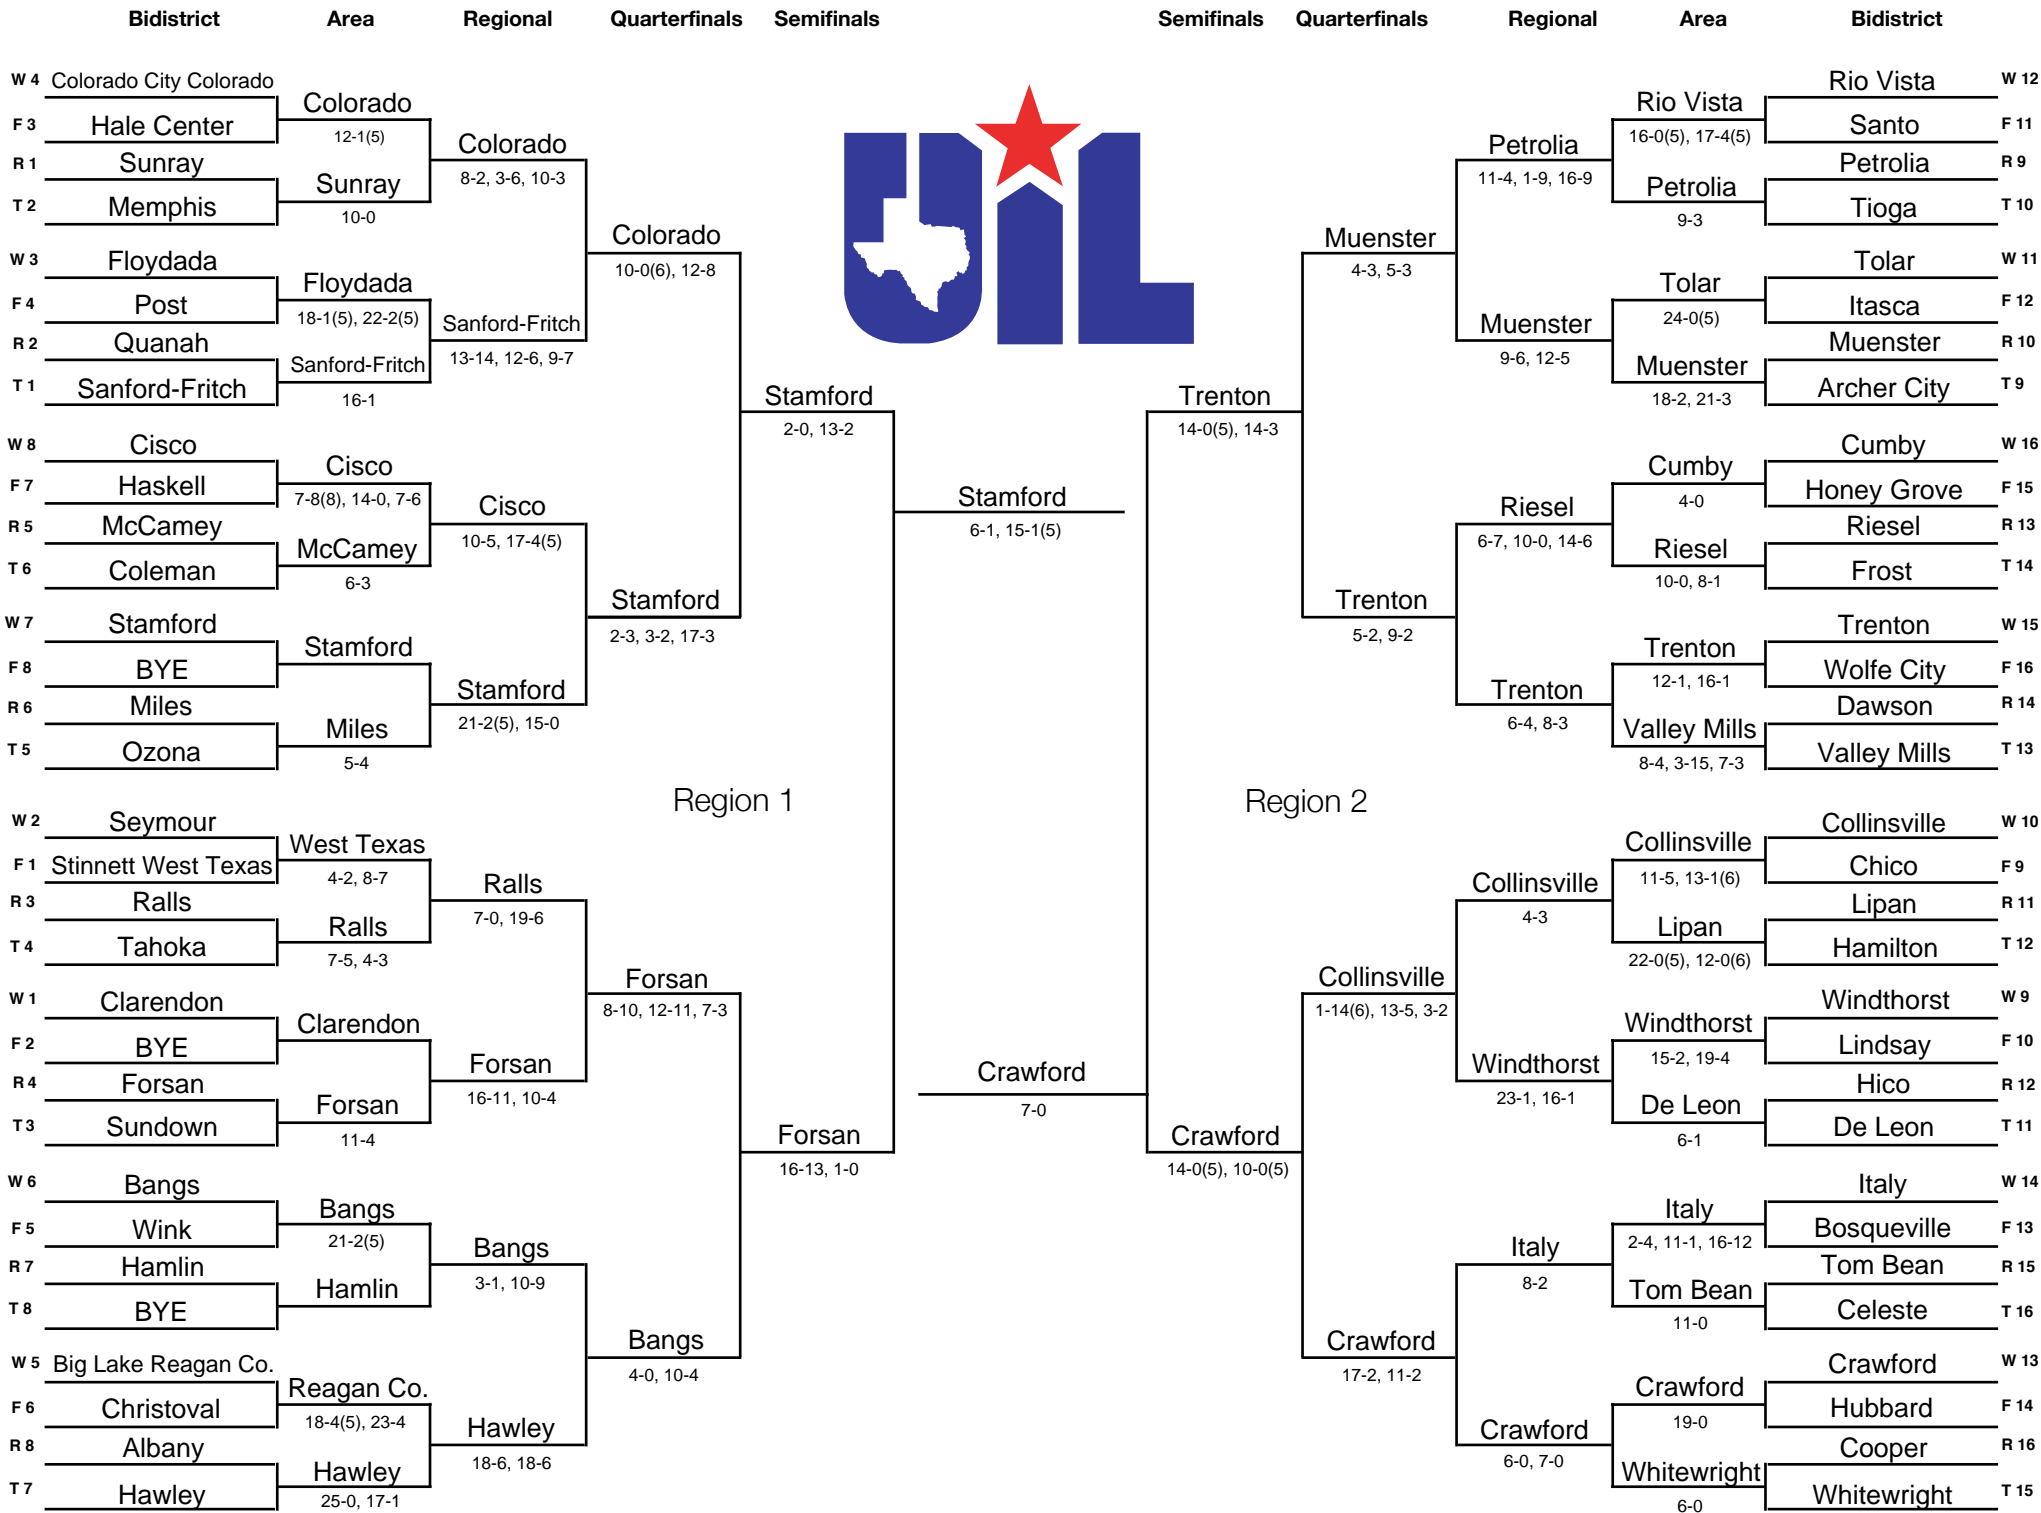 Bidistrict Area Regional Quarterfinals Semifinals Semifinals Quarterfinals Regional Area Bidistrict
W 4 Colorado City Colorado
F 3 Hale Center
R 1 Sunray
T 2 Memphis
W 3 Floydada
F 4 Post
R 2 Quanah
T 1 Sanford-Fritch
W 8 Cisco
F 7 Haskell
R 5 McCamey
T 6 Coleman
W 7 Stamford
F 8 BYE
R 6 Miles
T 5 Ozona
W 2 Seymour
F 1 Stinnett West Texas
R 3 Ralls
T 4 Tahoka
W 1 Clarendon
F 2 BYE
R 4 Forsan
T 3 Sundown
W 6 Bangs
F 5 Wink
R 7 Hamlin
T 8 BYE
W 5 Big Lake Reagan Co.
F 6 Christoval
R 8 Albany
T 7 Hawley
Colorado
12-1(5)
Sunray
10-0
Floydada
18-1(5), 22-2(5)
Sanford-Fritch
16-1
Cisco
7-8(8), 14-0, 7-6
McCamey
6-3
Stamford
Miles
5-4
West Texas
4-2, 8-7
Ralls
7-5, 4-3
Clarendon
Forsan
11-4
Bangs
21-2(5)
Hamlin
Reagan Co.
18-4(5), 23-4
Hawley
25-0, 17-1
Colorado
8-2, 3-6, 10-3
Sanford-Fritch
13-14, 12-6, 9-7
Cisco
10-5, 17-4(5)
Stamford
21-2(5), 15-0
Ralls
7-0, 19-6
Forsan
16-11, 10-4
Bangs
3-1, 10-9
Hawley
18-6, 18-6
Colorado
10-0(6), 12-8
Stamford
2-3, 3-2, 17-3
Forsan
8-10, 12-11, 7-3
Bangs
4-0, 10-4
Stamford
2-0, 13-2
Forsan
16-13, 1-0
Region 1
UIL
Stamford
6-1, 15-1(5)
Crawford
7-0
Region 2
Trenton
14-0(5), 14-3
Crawford
14-0(5), 10-0(5)
Muenster
4-3, 5-3
Trenton
5-2, 9-2
Collinsville
1-14(6), 13-5, 3-2
Crawford
17-2, 11-2
Petrolia
11-4, 1-9, 16-9
Muenster
9-6, 12-5
Riesel
6-7, 10-0, 14-6
Trenton
6-4, 8-3
Collinsville
4-3
Windthorst
23-1, 16-1
Italy
8-2
Crawford
6-0, 7-0
Rio Vista
16-0(5), 17-4(5)
Petrolia
9-3
Tolar
24-0(5)
Muenster
18-2, 21-3
Cumby
4-0
Riesel
10-0, 8-1
Trenton
12-1, 16-1
Valley Mills
8-4, 3-15, 7-3
Collinsville
11-5, 13-1(6)
Lipan
22-0(5), 12-0(6)
Windthorst
15-2, 19-4
De Leon
6-1
Italy
2-4, 11-1, 16-12
Tom Bean
11-0
Crawford
19-0
Whitewright
6-0
Rio Vista W 12
Santo F 11
Petrolia R 9
Tioga T 10
Tolar W 11
Itasca F 12
Muenster R 10
Archer City T 9
Cumby W 16
Honey Grove F 15
Riesel R 13
Frost T 14
Trenton W 15
Wolfe City F 16
Dawson R 14
Valley Mills T 13
Collinsville W 10
Chico F 9
Lipan R 11
Hamilton T 12
Windthorst W 9
Lindsay F 10
Hico R 12
De Leon T 11
Italy W 14
Bosqueville F 13
Tom Bean R 15
Celeste T 16
Crawford W 13
Hubbard F 14
Cooper R 16
Whitewright T 15